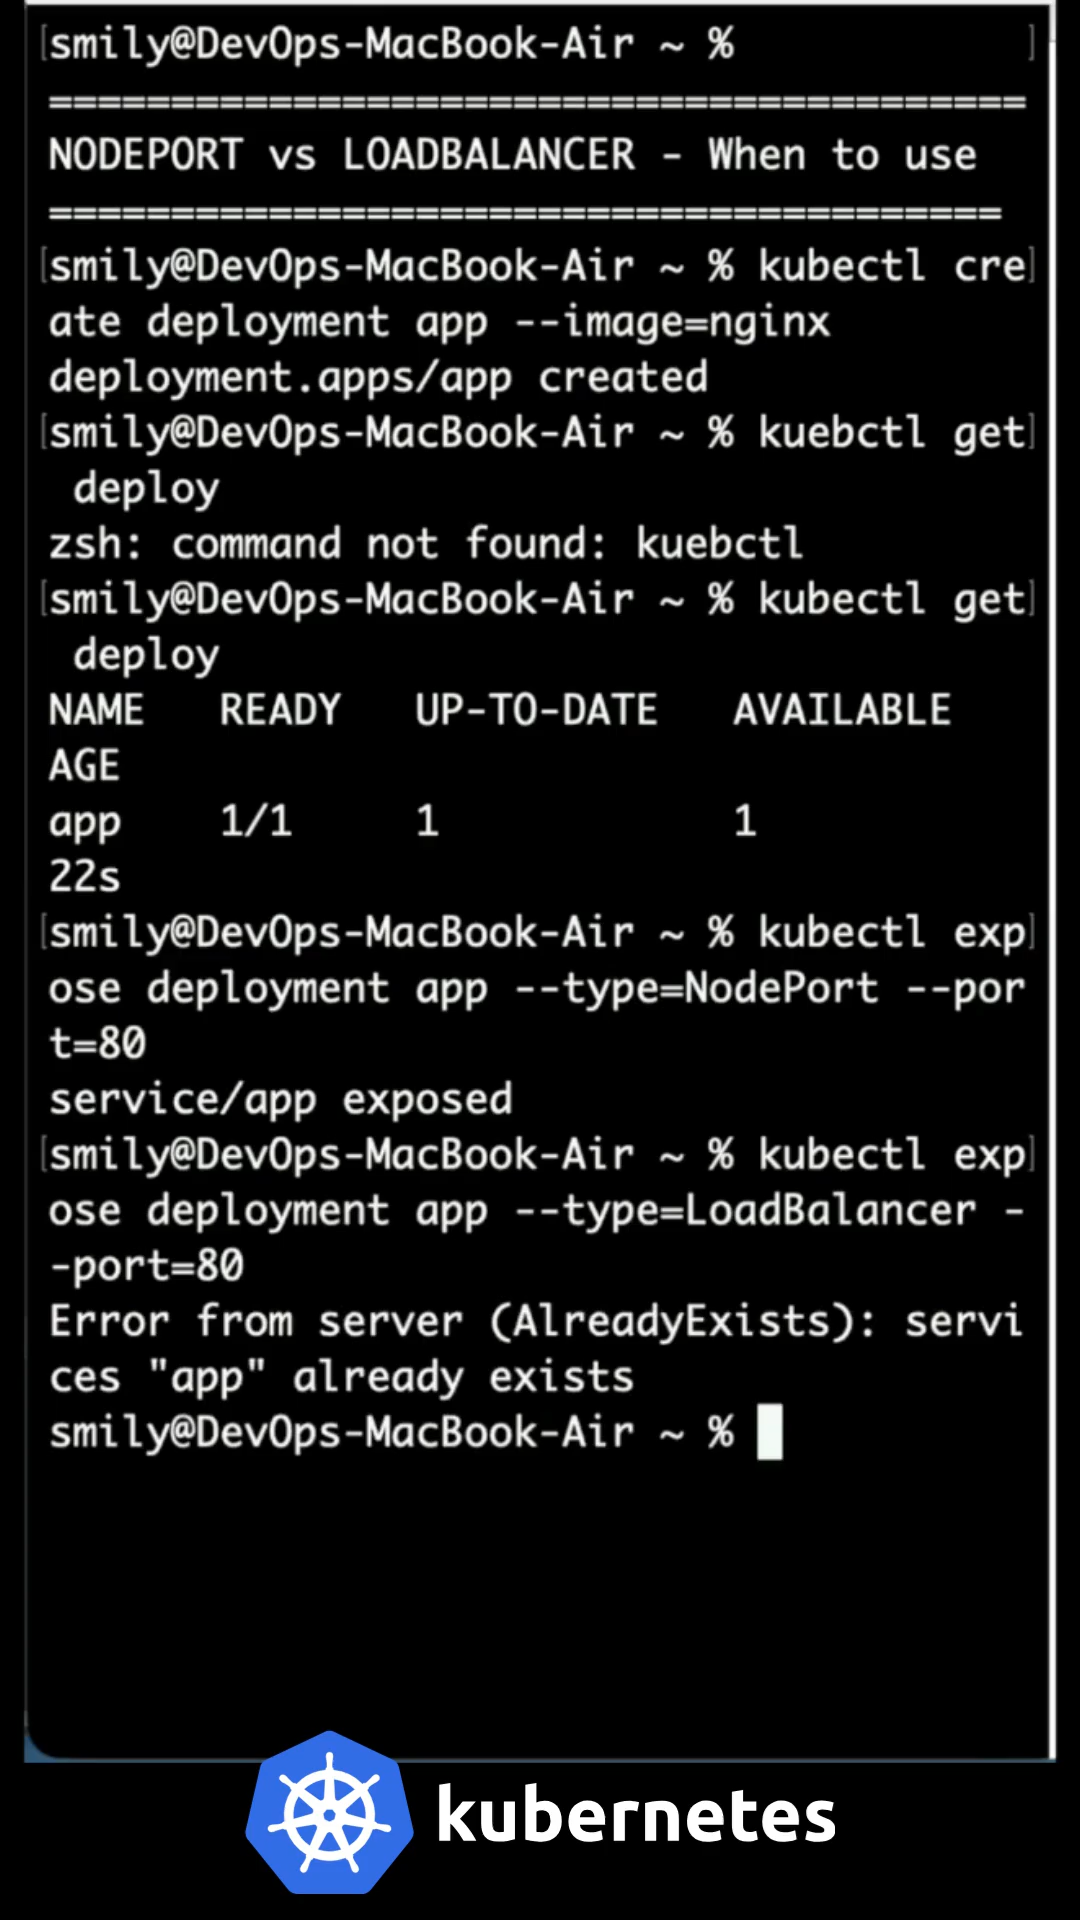 [smily@DevOps-MacBook-Air ~ % ]
========================================
NODEPORT vs LOADBALANCER - When to use
=======================================
[smily@DevOps-MacBook-Air ~ % kubectl cre]
ate deployment app --image=nginx
deployment.apps/app created
[smily@DevOps-MacBook-Air ~ % kuebctl get]
 deploy
zsh: command not found: kuebctl
[smily@DevOps-MacBook-Air ~ % kubectl get]
 deploy
NAME   READY   UP-TO-DATE   AVAILABLE
AGE
app    1/1     1            1
22s
[smily@DevOps-MacBook-Air ~ % kubectl exp]
ose deployment app --type=NodePort --por
t=80
service/app exposed
[smily@DevOps-MacBook-Air ~ % kubectl exp]
ose deployment app --type=LoadBalancer -
-port=80
Error from server (AlreadyExists): servi
ces "app" already exists
smily@DevOps-MacBook-Air ~ %
kubernetes